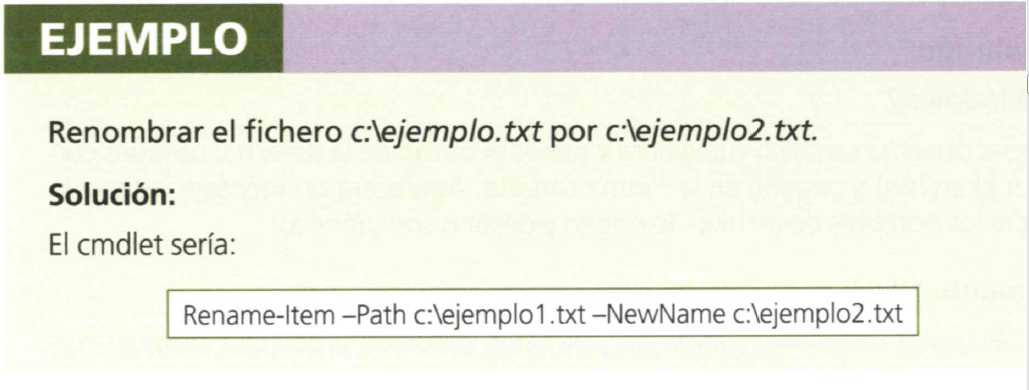 EJEMPLO
Renombrar el fichero c:\ejemplo.txt por c:\ejemplo2.txt.
Solución:
El cmdlet sería:
Rename-Item –Path c:\ejemplo1.txt –NewName c:\ejemplo2.txt